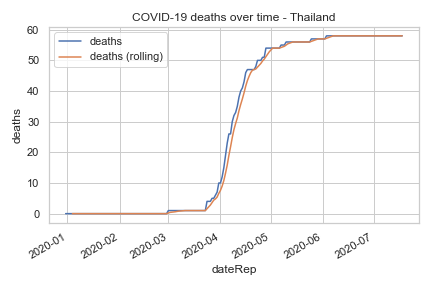 COVID-19 deaths over time - Thailand
deaths
deaths (rolling)
60
50
40
30
20
10
0
deaths
2020-01
2020-02
2020-03
2020-04
2020-05
2020-06
2020-07
dateRep